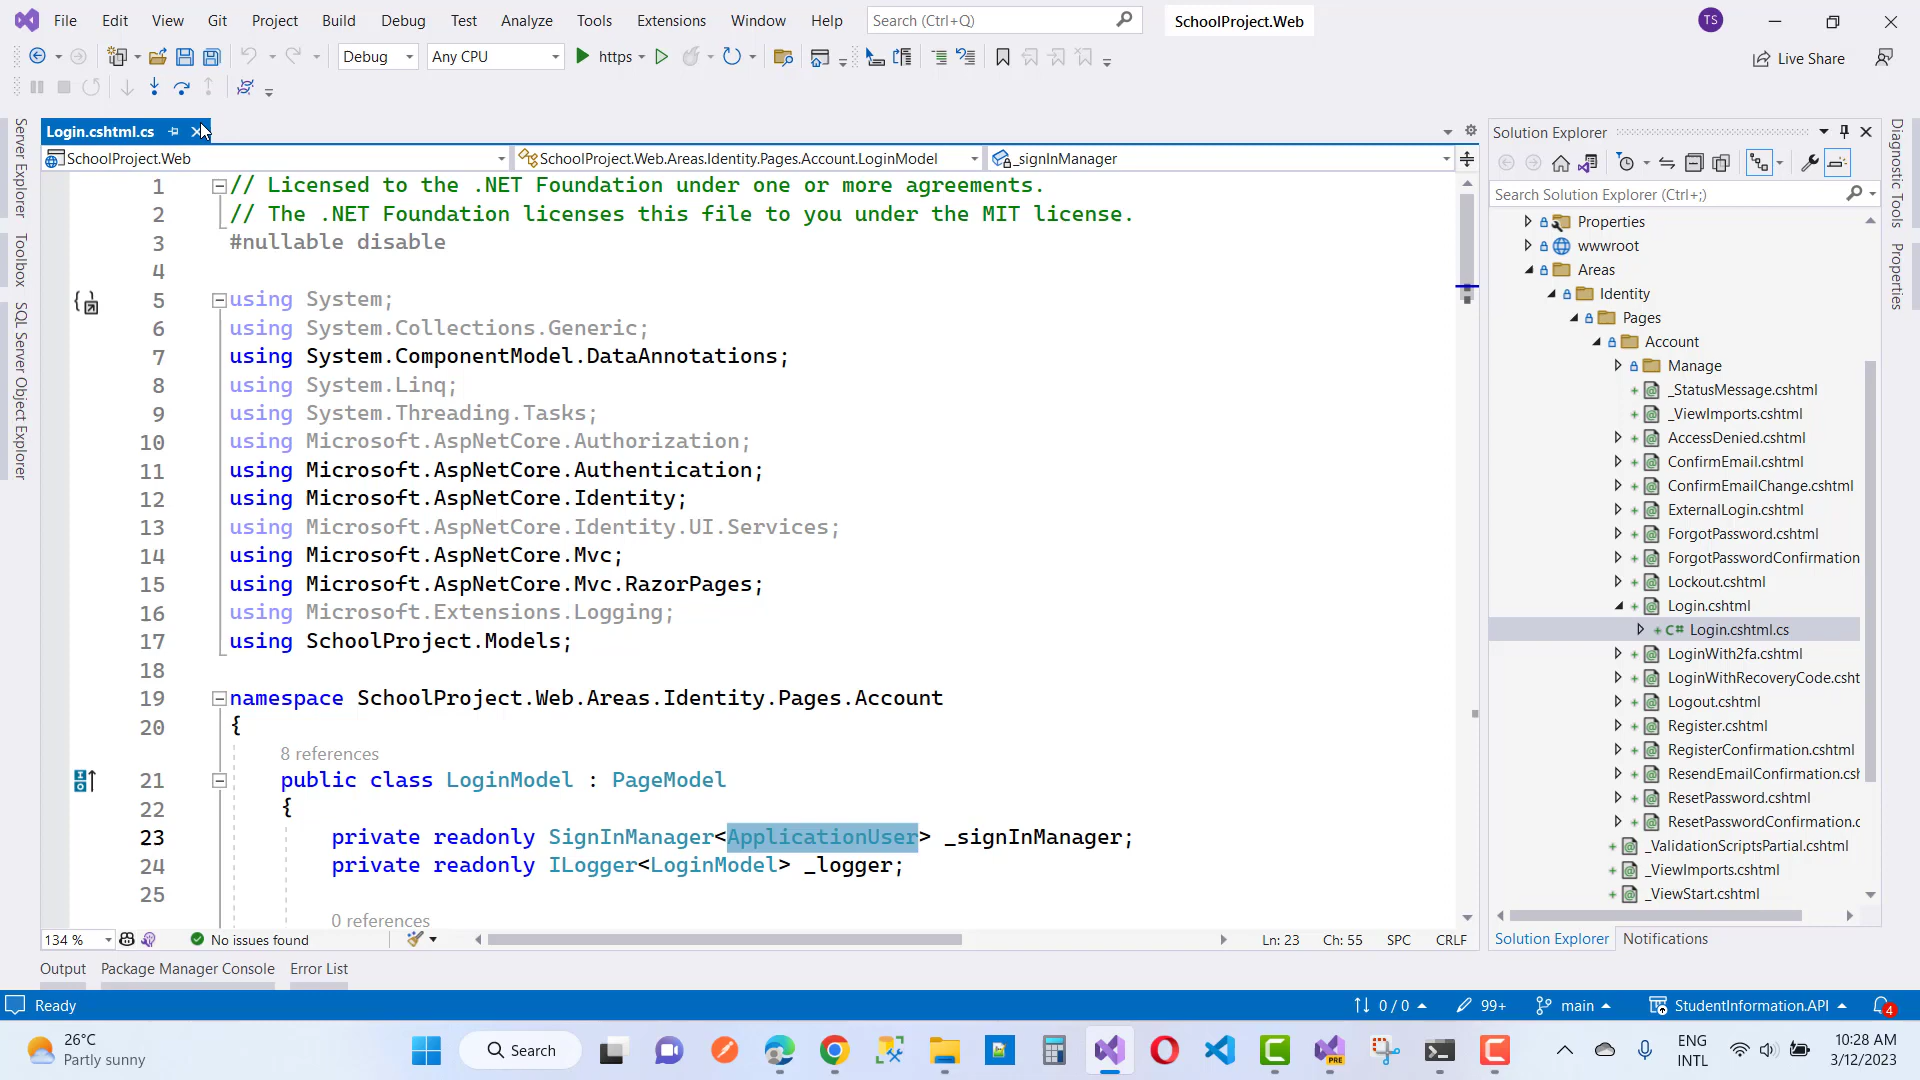 File Edit View Git Project Build Debug Test Analyze Tools Extensions Window Help Search (Ctrl+Q) SchoolProject.Web TS
Debug Any CPU https Live Share
Login.cshtml.cs
SchoolProject.Web SchoolProject.Web.Areas.Identity.Pages.Account.LoginModel _signInManager
1 // Licensed to the .NET Foundation under one or more agreements.
2 // The .NET Foundation licenses this file to you under the MIT license.
3 #nullable disable
4
5 using System;
6 using System.Collections.Generic;
7 using System.ComponentModel.DataAnnotations;
8 using System.Linq;
9 using System.Threading.Tasks;
10 using Microsoft.AspNetCore.Authorization;
11 using Microsoft.AspNetCore.Authentication;
12 using Microsoft.AspNetCore.Identity;
13 using Microsoft.AspNetCore.Identity.UI.Services;
14 using Microsoft.AspNetCore.Mvc;
15 using Microsoft.AspNetCore.Mvc.RazorPages;
16 using Microsoft.Extensions.Logging;
17 using SchoolProject.Models;
18
19 namespace SchoolProject.Web.Areas.Identity.Pages.Account
20 {
8 references
21 public class LoginModel : PageModel
22 {
23 private readonly SignInManager<ApplicationUser> _signInManager;
24 private readonly ILogger<LoginModel> _logger;
25
0 references
134 % No issues found Ln: 23 Ch: 55 SPC CRLF
Server Explorer
Toolbox
SQL Server Object Explorer
Solution Explorer
Search Solution Explorer (Ctrl+;)
Properties
wwwroot
Areas
Identity
Pages
Account
Manage
_StatusMessage.cshtml
_ViewImports.cshtml
AccessDenied.cshtml
ConfirmEmail.cshtml
ConfirmEmailChange.cshtml
ExternalLogin.cshtml
ForgotPassword.cshtml
ForgotPasswordConfirmation
Lockout.cshtml
Login.cshtml
C# Login.cshtml.cs
LoginWith2fa.cshtml
LoginWithRecoveryCode.csht
Logout.cshtml
Register.cshtml
RegisterConfirmation.cshtml
ResendEmailConfirmation.csh
ResetPassword.cshtml
ResetPasswordConfirmation.c
_ValidationScriptsPartial.cshtml
_ViewImports.cshtml
_ViewStart.cshtml
Solution Explorer Notifications
Diagnostic Tools
Properties
Output Package Manager Console Error List
Ready 0 / 0 99+ main StudentInformation.API 4
26°C
Partly sunny
Search
PRE
ENG
INTL
10:28 AM
3/12/2023